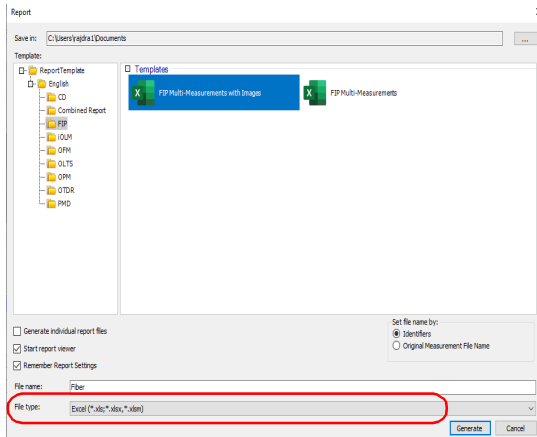 Report
Save in: C:\Users\rajdra1\Documents ...
Template:
ReportTemplate
English
CD
Combined Report
FIP
iOLM
OFM
OLTS
OPM
OTDR
PMD
Templates
FIP Multi-Measurements with Images
FIP Multi-Measurements
Generate individual report files
Start report viewer
Remember Report Settings
Set file name by:
Identifiers
Original Measurement File Name
File name: Fiber
File type: Excel (*.xls;*.xlsx,*.xlsm)
Generate Cancel